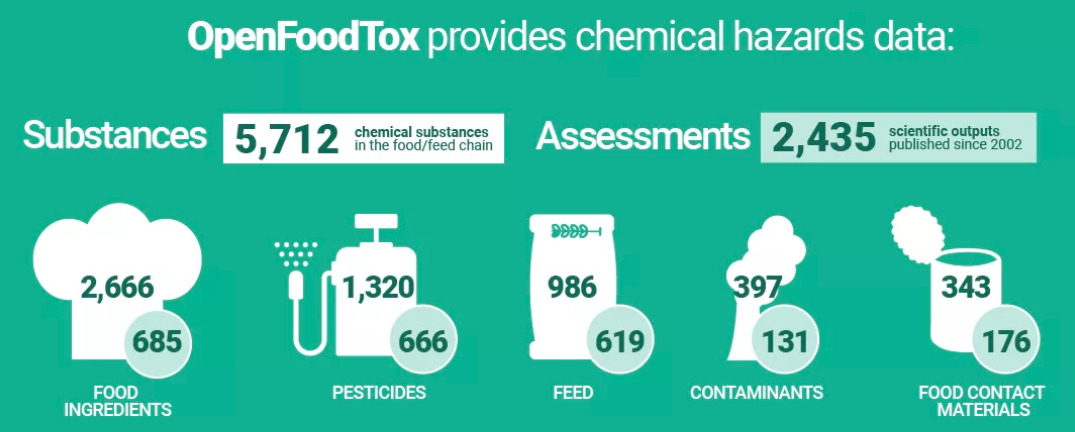 OpenFoodTox provides chemical hazards data:
Substances 5,712 chemical substances
in the food/feed chain
Assessments 2,435 scientific outputs
published since 2002
2,666
685
FOOD
INGREDIENTS
1,320
666
PESTICIDES
986
619
FEED
397
131
CONTAMINANTS
343
176
FOOD CONTACT
MATERIALS